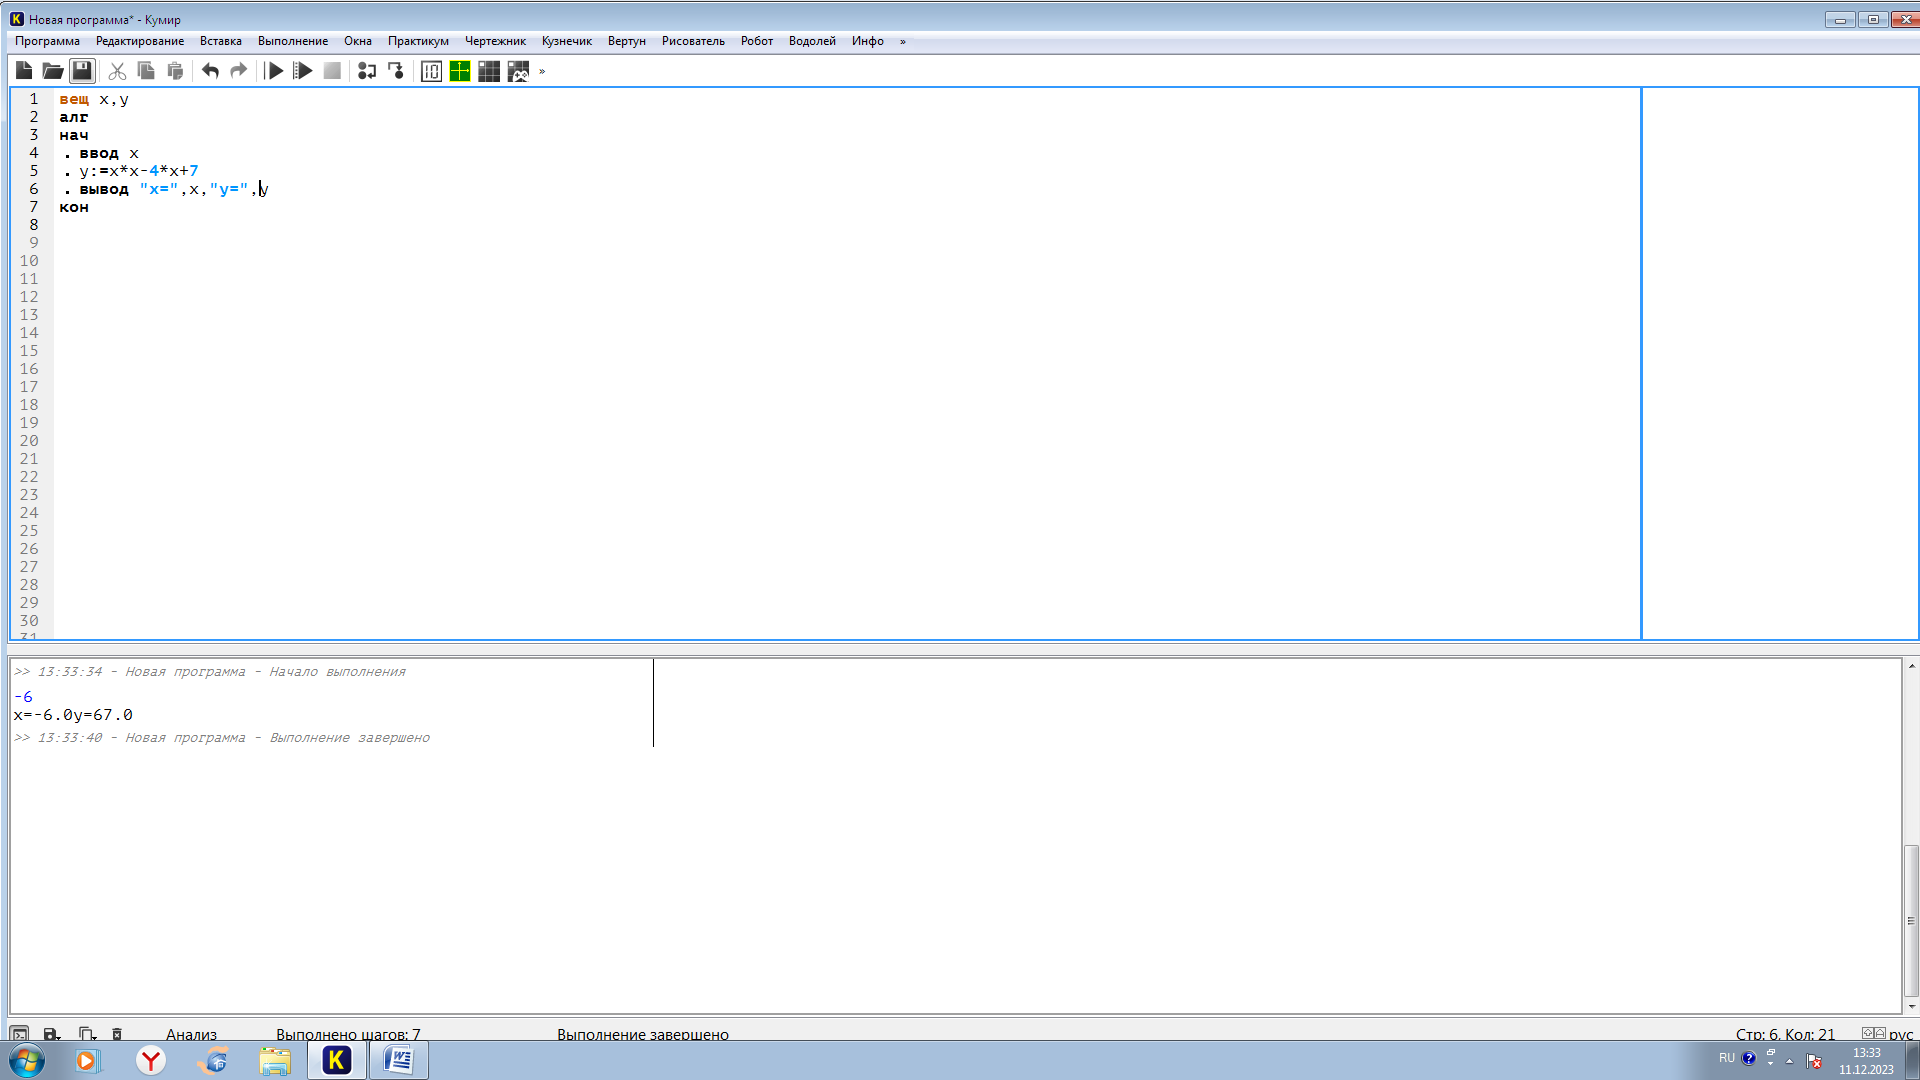 Новая программа* - Кумир
Программа Редактирование Вставка Выполнение Окна Практикум Чертежник Кузнечик Вертун Рисователь Робот Водолей Инфо »
»
1 вещ x,y
2 алг
3 нач
4 . ввод x
5 . y:=x*x-4*x+7
6 . вывод "x=",x,"y=",y
7 кон
8
9
10
11
12
13
14
15
16
17
18
19
20
21
22
23
24
25
26
27
28
29
30
31
>> 13:33:34 - Новая программа - Начало выполнения
-6
x=-6.0y=67.0
>> 13:33:40 - Новая программа - Выполнение завершено
Анализ Выполнено шагов: 7 Выполнение завершено Стр: 6, Кол: 21 рус
RU 13:33
11.12.2023